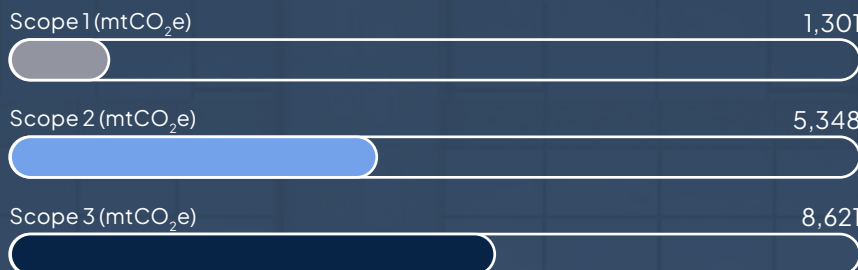 Scope 1 (mtCO₂e) 1,301
Scope 2 (mtCO₂e) 5,348
Scope 3 (mtCO₂e) 8,621